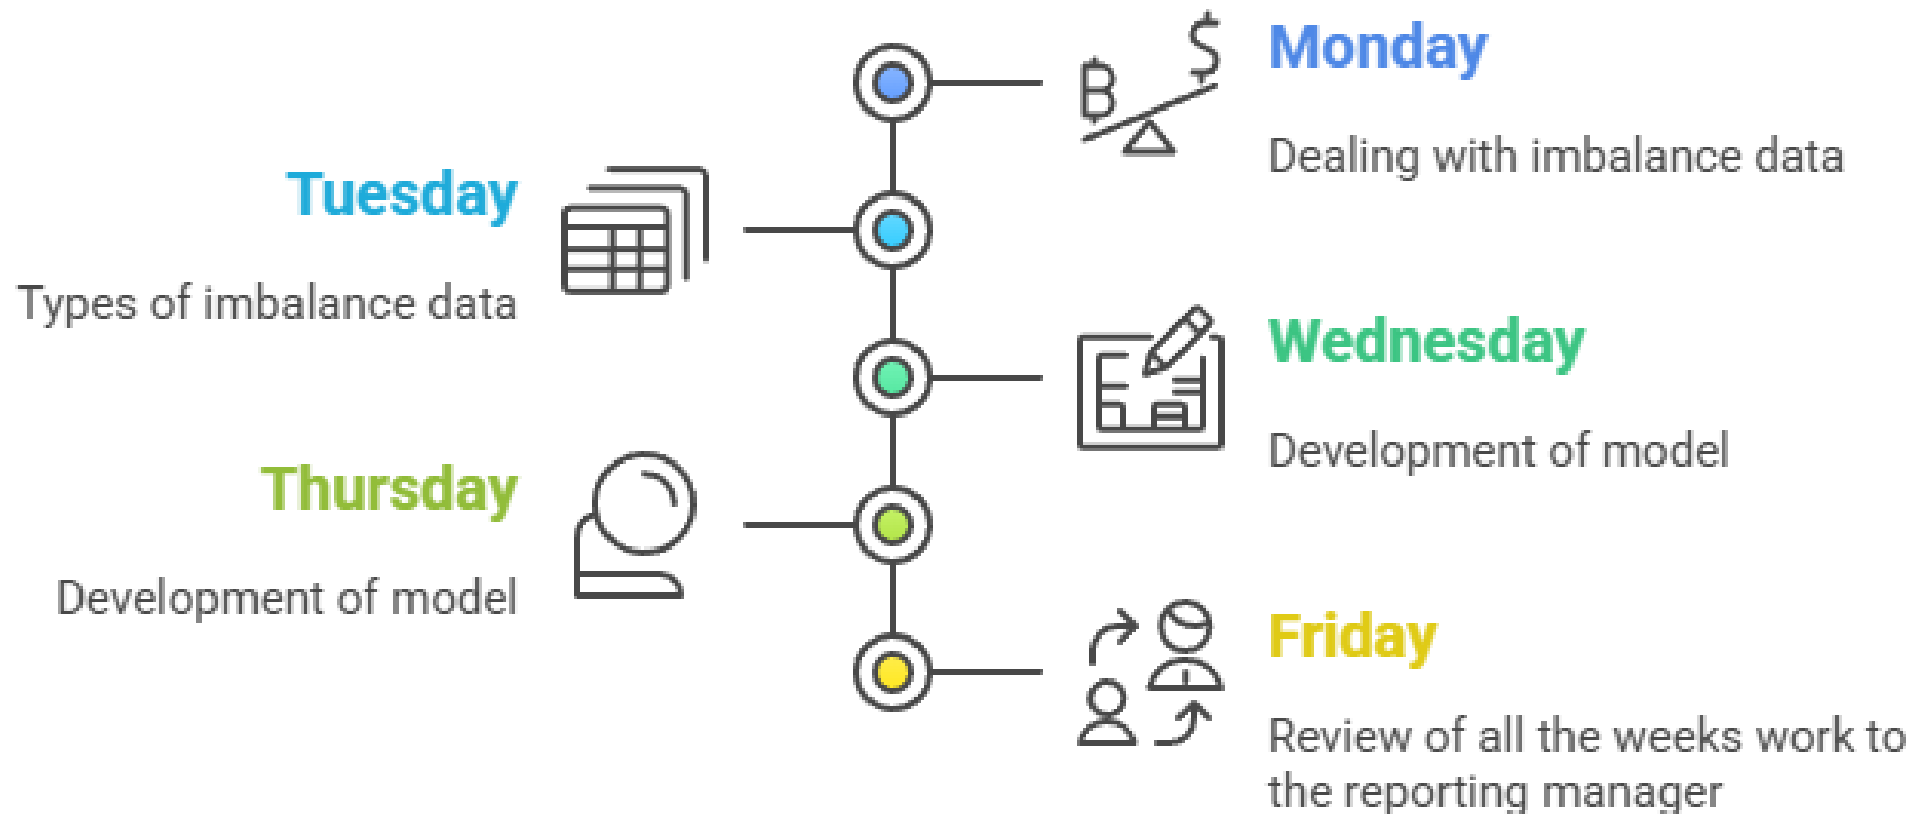 Monday
Dealing with imbalance data
Tuesday
Types of imbalance data
Wednesday
Development of model
Thursday
Development of model
Friday
Review of all the weeks work to
the reporting manager